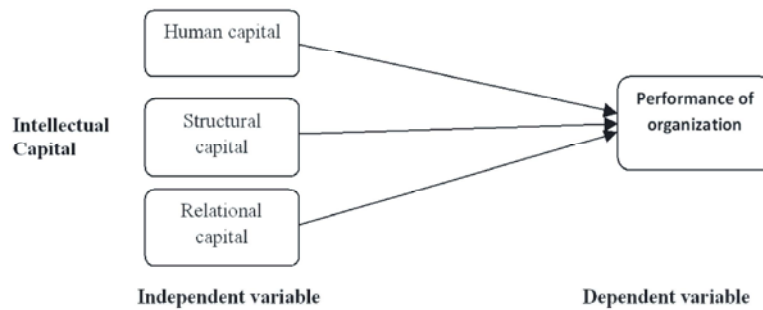 Human capital
Intellectual
Capital
Structural
capital
Relational
capital
Performance of
organization
Independent variable
Dependent variable